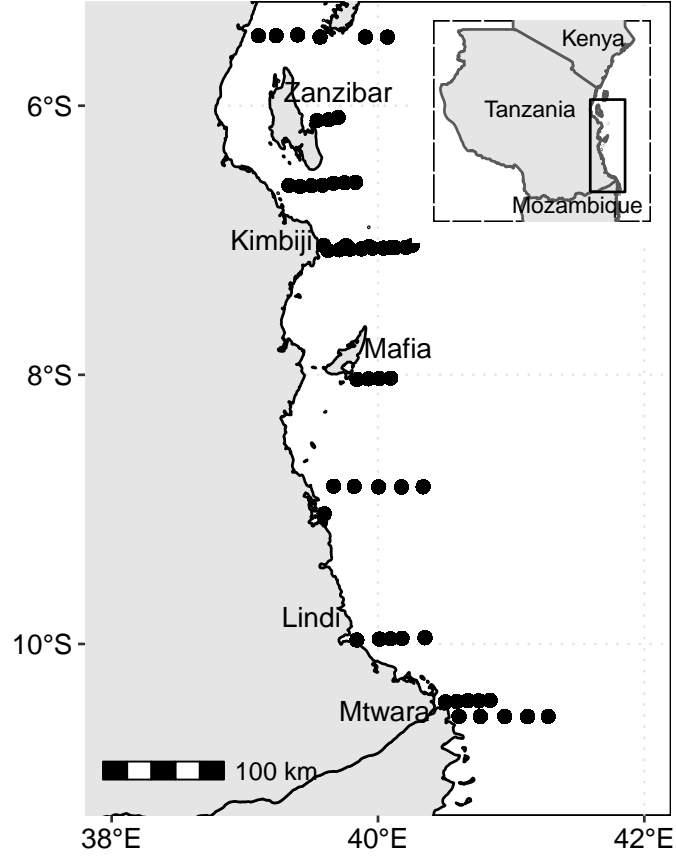 Kenya
Zanzibar
6°S
Tanzania
Mozambique
Kimbiji
Mafia
8°S
Lindi
10°S
Mtwara
100 km
38°E
40°E
42°E